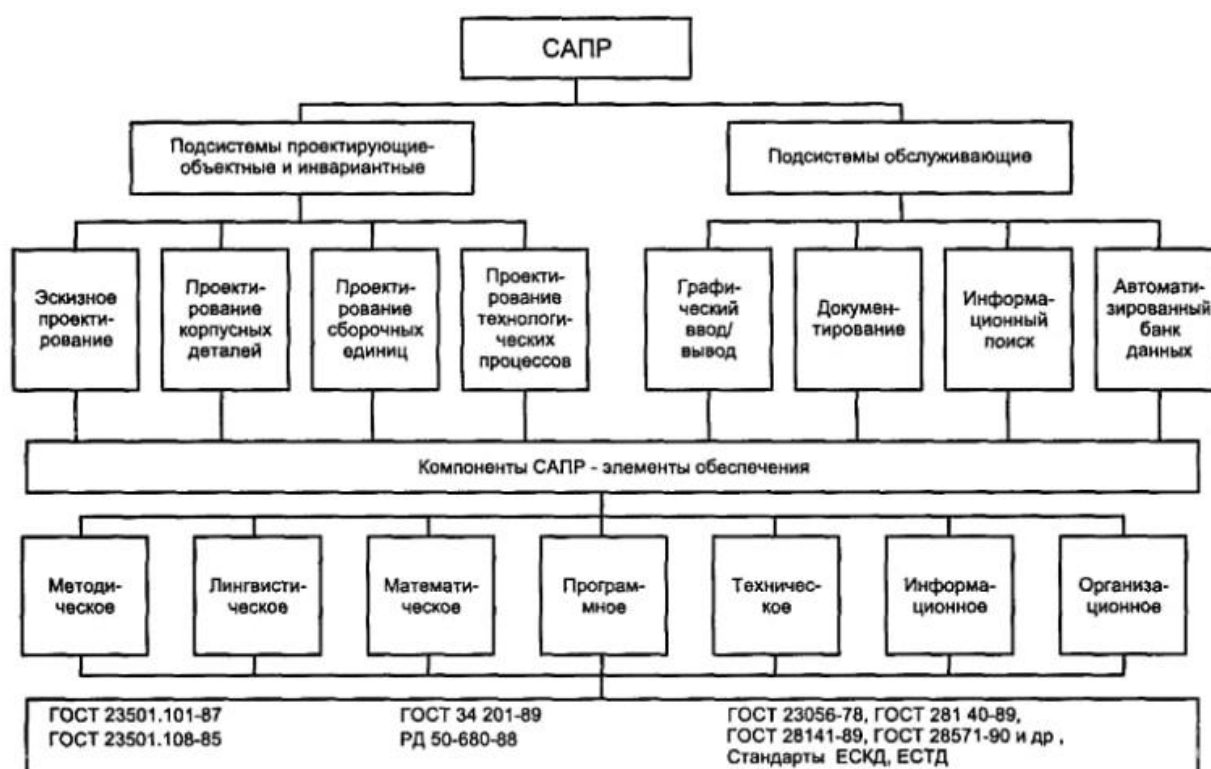 САПР
Подсистемы проектирующие-
объектные и инвариантные
Подсистемы обслуживающие
Эскизное
проекти-
рование
Проекти-
рование
корпусных
деталей
Проекти-
рование
сборочных
единиц
Проекти-
рование
технологи-
ческих
процессов
Графи-
ческий
ввод/
вывод
Докумен-
тирование
Информа-
ционный
поиск
Автомати-
зированный
банк
данных
Компоненты САПР - элементы обеспечения
Методи-
ческое
Лингвисти-
ческое
Математи-
ческое
Програм-
мное
Техничес-
кое
Информа-
ционное
Организа-
ционное
ГОСТ 23501.101-87
ГОСТ 23501.108-85
ГОСТ 34 201-89
РД 50-680-88
ГОСТ 23056-78, ГОСТ 281 40-89,
ГОСТ 28141-89, ГОСТ 28571-90 и др ,
Стандарты ЕСКД, ЕСТД